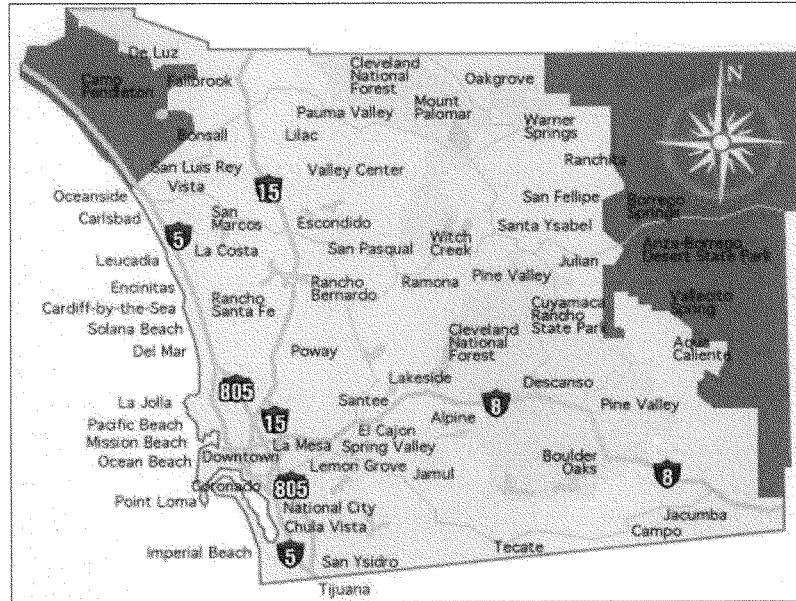 De Luz
Camp
Pendleton
Fallbrook
Cleveland
National
Forest
Oakgrove
N
Mount
Palomar
Pauma Valley
Warner
Springs
Bonsall
Lilac
Ranchita
San Luis Rey
Vista
Valley Center
15
Oceanside
San Fellipe
Borrego
Springs
Carlsbad
San
Marcos
Escondido
Santa Ysabel
5
La Costa
San Pasqual
Witch
Creek
Anza-Borrego
Desert State Park
Leucadia
Julian
Encinitas
Rancho
Bernardo
Ramona
Pine Valley
Vallecito
Spring
Cardiff-by-the-Sea
Rancho
Santa Fe
Cuyamaca
Rancho
State Park
Solana Beach
Cleveland
National
Forest
Agua
Caliente
Del Mar
Poway
805
Lakeside
Descanso
La Jolla
Santee
8
Pine Valley
15
Alpine
Pacific Beach
El Cajon
Mission Beach
La Mesa
Spring Valley
Ocean Beach
Downtown
Lemon Grove
Jamul
Boulder
Oaks
8
Coronado
805
Point Loma
National City
Jacumba
Chula Vista
Campo
Imperial Beach
5
San Ysidro
Tecate
Tijuana